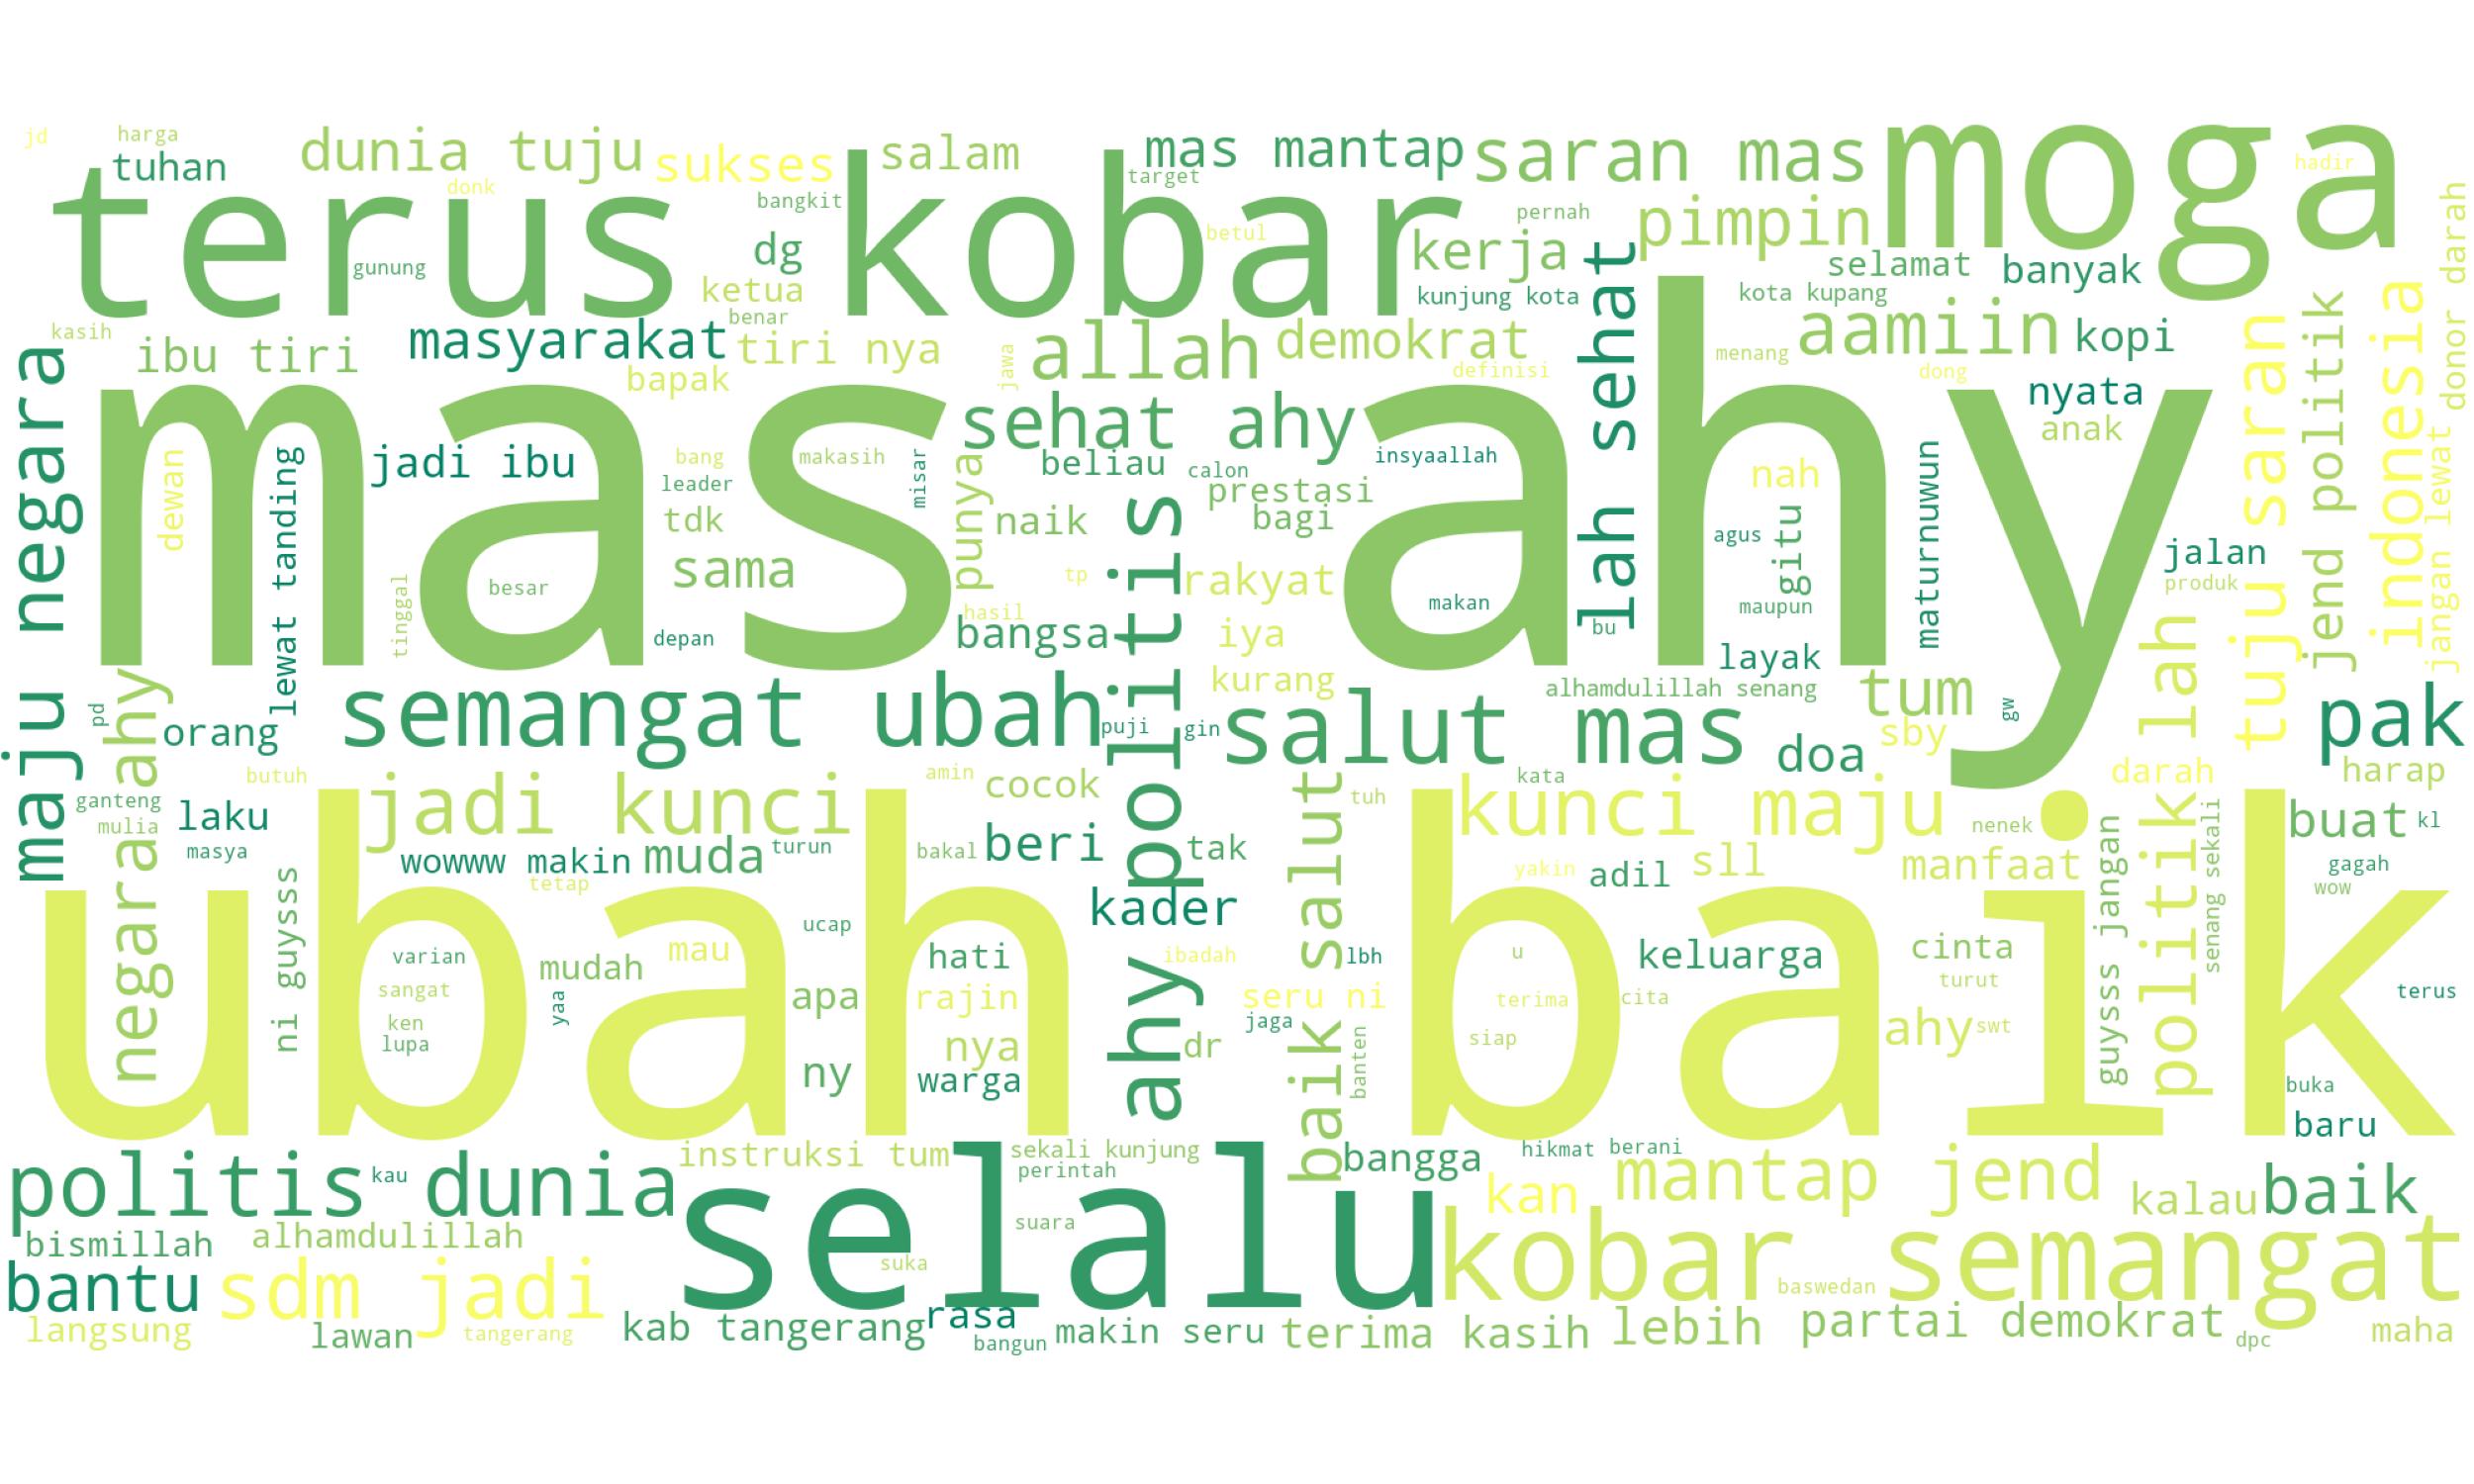 jd
harga
tuhan
dunia tuju
donk
sukses
salam
bangkit
mas mantap
target
saran mas
moga
hadir
terus kobar
gunung
dg
ketua
benar
betul
pernah
kerja
pimpin
kunjung kota
selamat
banyak
kota kupang
donor darah
kasih
ibu tiri
masyarakat
tiri nya
bapak
jawa
allah
demokrat
definisi
lah sehat
menang
aamiin
kopi
dong
nyata
anak
indonesia
tuju saran
jend politik
jangan lewat
maju negara
mas ahy
dewan
lewat tanding
jadi ibu
bang
leader
tdk
sama
makasih
misar
punya
sehat ahy
beliau
calon
insyaallah
prestasi
bagi
naik
tp
rakyat
makan
bu
nah
agus
gitu
maupun
maturnuwun
jalan
produk
tinggal
besar
depan
hasil
bangsa
iya
kurang
layak
alhamdulillah senang
tum
gw
pd
orang
negara ahy
semangat ubah
puji
gin
ahy politis
salut mas
doa
sby
politik lah
pak
darah
harap
butuh
ganteng
mulia
laku
masya
jadi kunci
wowww makin
muda
turun
amin
cocok
bakal
beri
tak
baik salut
tuh
kata
kunci maju
nenek
yakin
adil
sll
manfaat
guysss jangan
senang sekali
buat
kl
gagah
wow
ubah baik
tetap
kader
ni guysss
varian
sangat
ken
lupa
mudah
yaa
mau
ucap
apa
ny
hati
rajin
nya
warga
ibadah
dr
seru ni
jaga
lbh
banten
u
terima
siap
keluarga
cita
cinta
turut
ahy
swt
terus
buka
baru
politis dunia
kau
instruksi tum
selalu
sekali kunjung
perintah
suara
suka
bangga
hikmat berani
kan
mantap jend
kalau
baik
bismillah
alhamdulillah
bantu
sdm jadi
langsung
lawan
tangerang
kab tangerang
rasa
bangun
makin seru
terima kasih
kobar semangat
baswedan
lebih
partai demokrat
dpc
maha